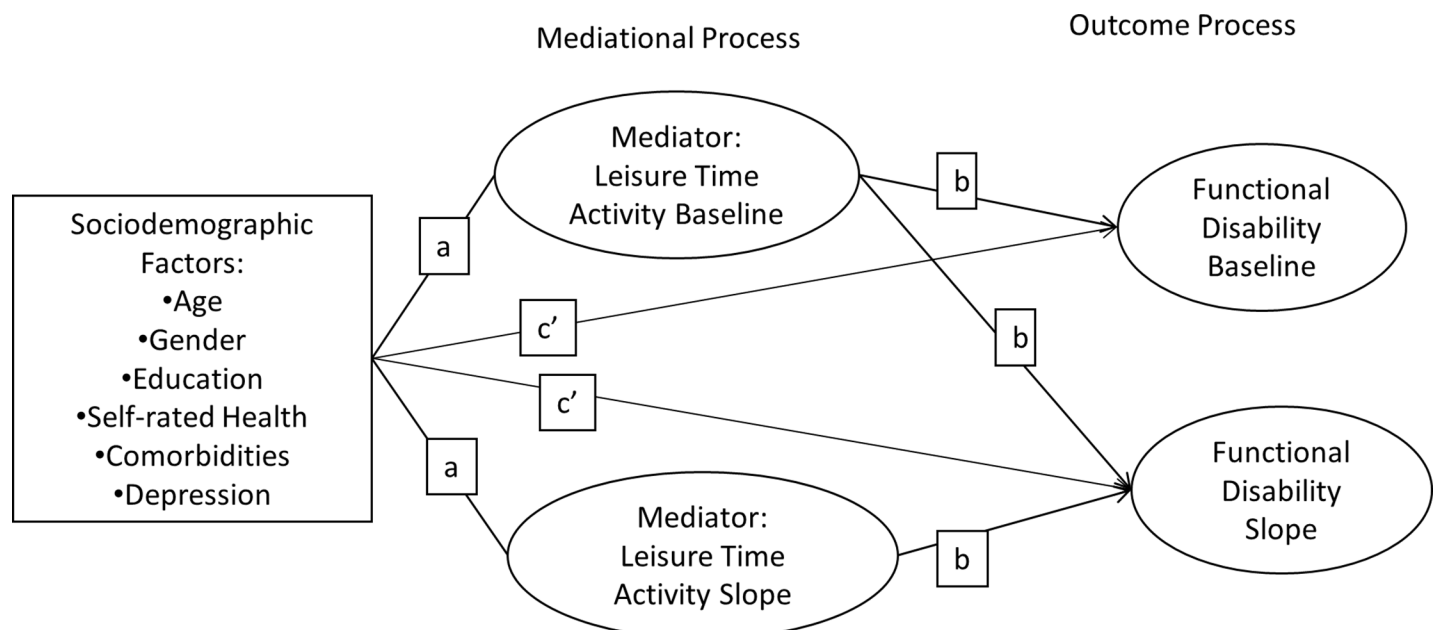 Mediational Process
Outcome Process
Sociodemographic
Factors:
•Age
•Gender
•Education
•Self-rated Health
•Comorbidities
•Depression
a
a
c’
c’
Mediator:
Leisure Time
Activity Baseline
Mediator:
Leisure Time
Activity Slope
b
b
b
Functional
Disability
Baseline
Functional
Disability
Slope